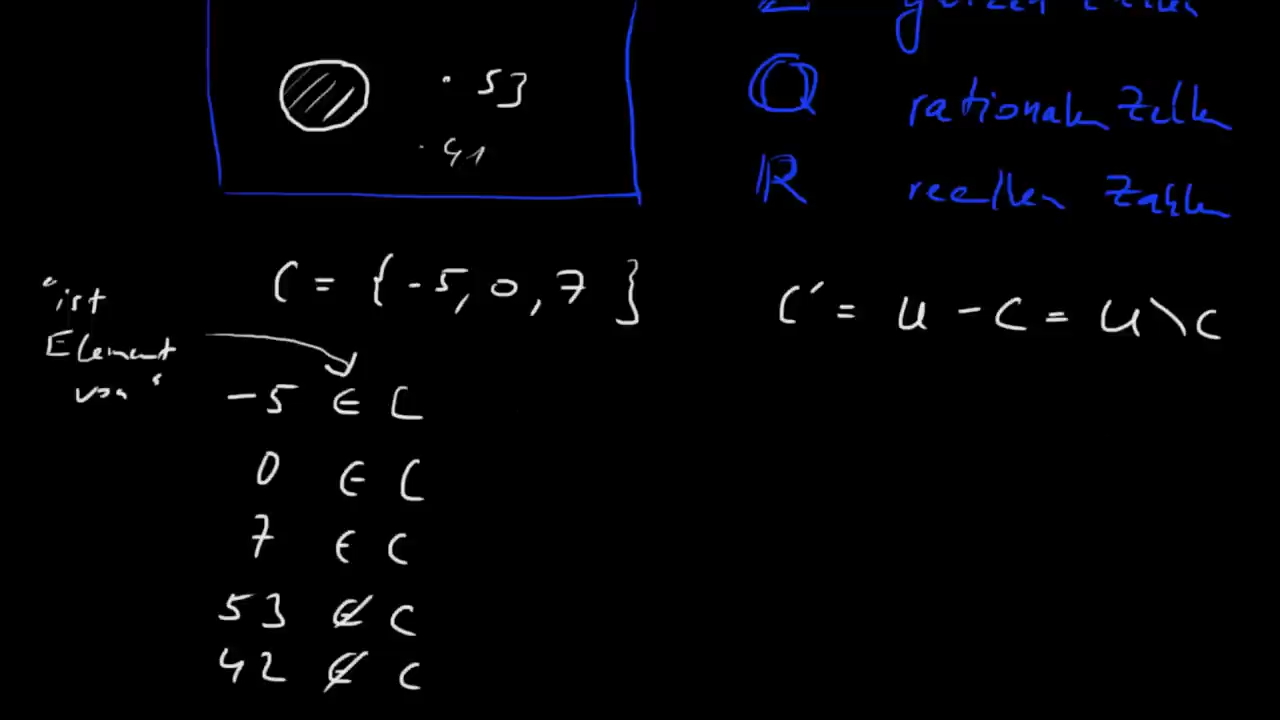 · 53
· 41
ℚ rationalen Zahlen
ℝ reellen Zahlen
C = {-5, 0, 7}
C' = U - C = U \ C
"ist
Element
von"
-5 ∈ C
0 ∈ C
7 ∈ C
53 ∉ C
42 ∉ C